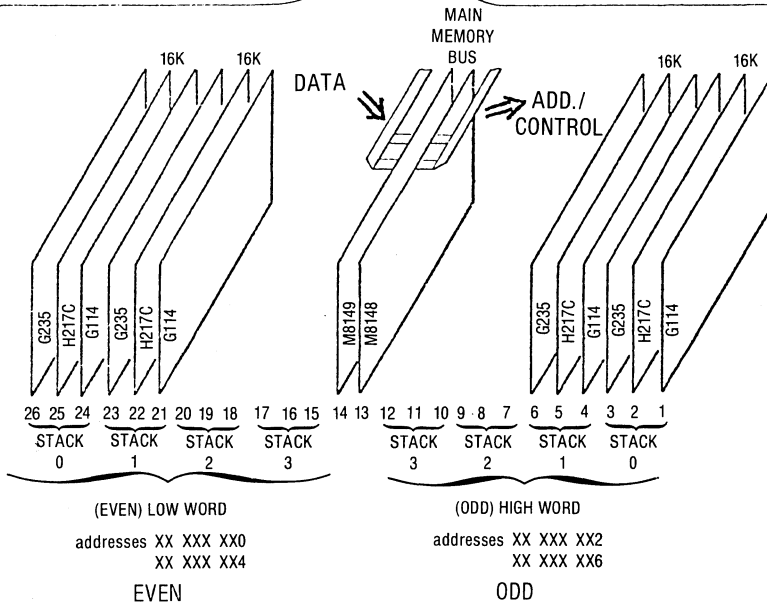 MAIN
MEMORY
BUS
16K 16K
16K 16K
DATA
ADD./
CONTROL
G235 H217C G114 G235 H217C G114
M8149 M8148
G235 H217C G114 G235 H217C G114
26 25 24 23 22 21 20 19 18 17 16 15 14 13 12 11 10 9 8 7 6 5 4 3 2 1
STACK STACK STACK STACK STACK STACK STACK STACK
0 1 2 3 3 2 1 0
(EVEN) LOW WORD
addresses XX XXX XX0
XX XXX XX4
EVEN
(ODD) HIGH WORD
addresses XX XXX XX2
XX XXX XX6
ODD